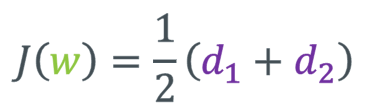 J(w) = 1/2 (d₁ + d₂)